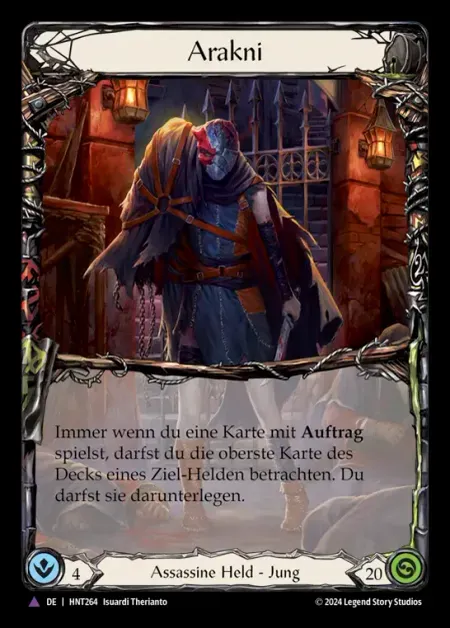 Arakni
Immer wenn du eine Karte mit Auftrag
spielst, darfst du die oberste Karte des
Decks eines Ziel-Helden betrachten. Du
darfst sie darunterlegen.
4
Assassine Held - Jung
20
DE | HNT264 Isuardi Therianto
© 2024 Legend Story Studios